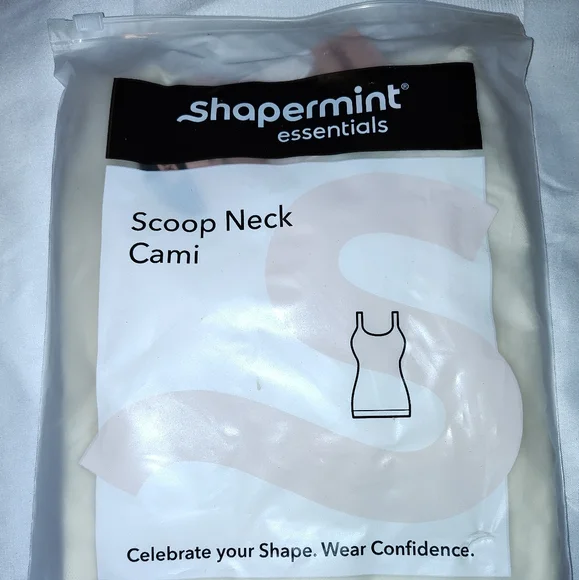 shapermint®
essentials
Scoop Neck
Cami
Celebrate your Shape. Wear Confidence.